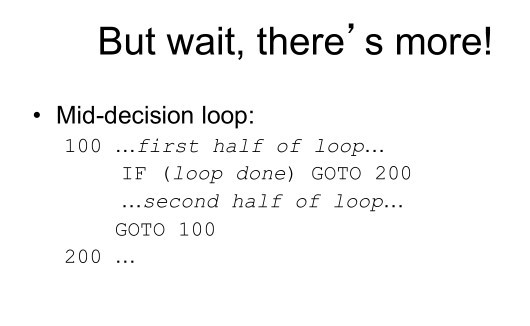 But wait, there’s more!
• Mid-decision loop:
100 …first half of loop…
IF (loop done) GOTO 200
…second half of loop…
GOTO 100
200 …